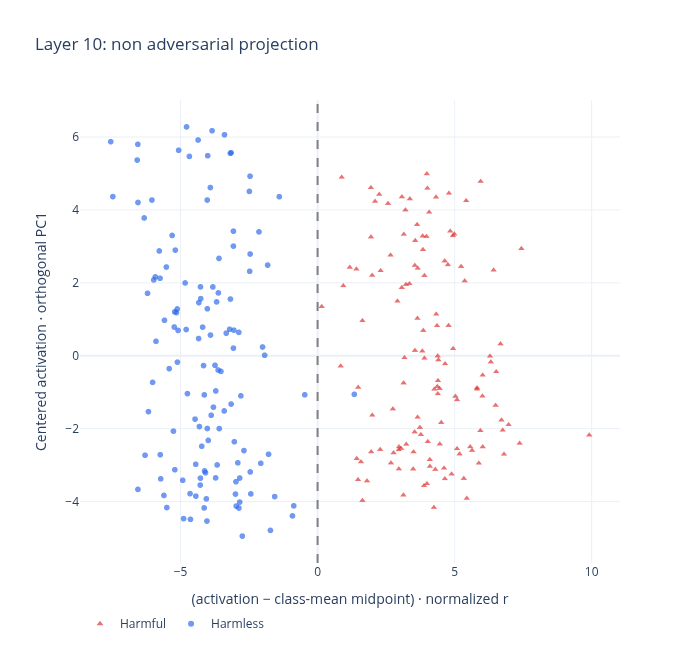 Layer 10: non adversarial projection
Centered activation · orthogonal PC1
6
4
2
0
−2
−4
−5
0
5
10
(activation − class-mean midpoint) · normalized r
Harmful
Harmless